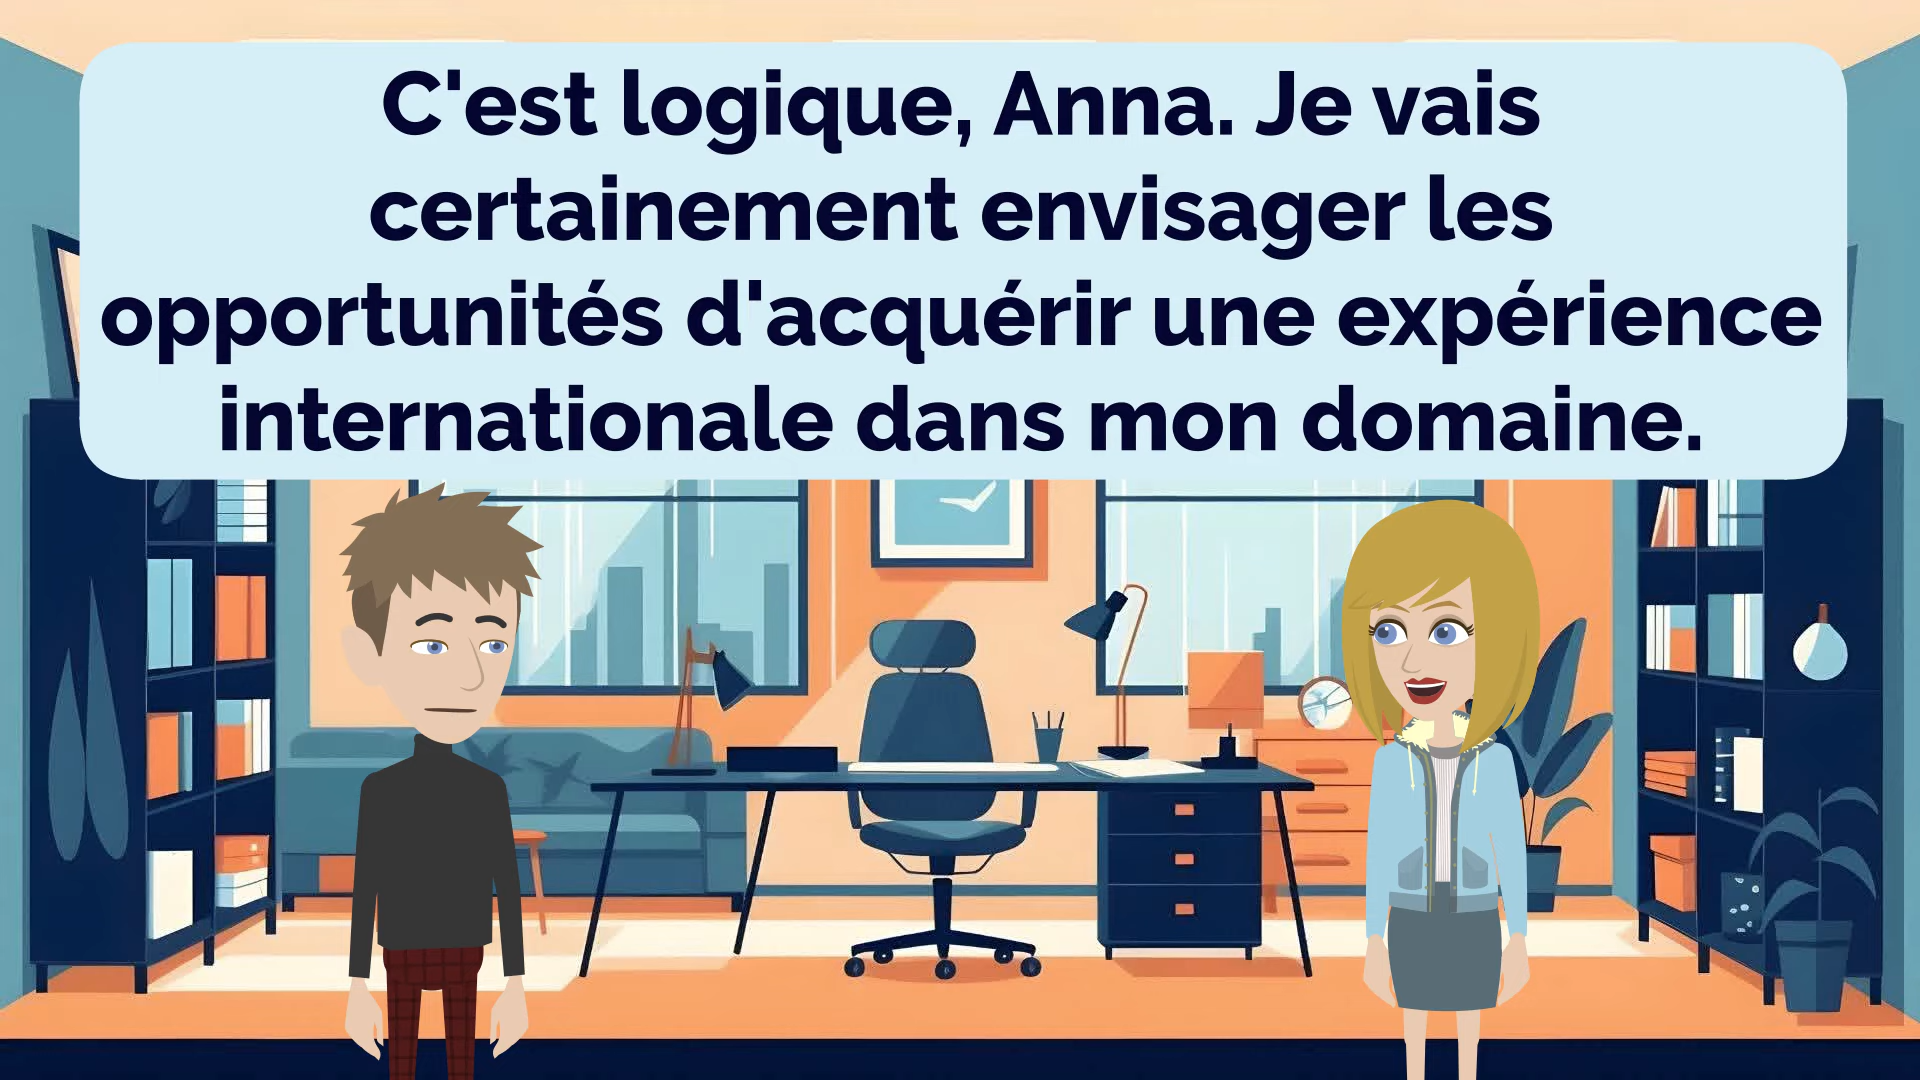 C'est logique, Anna. Je vais
certainement envisager les
opportunités d'acquérir une expérience
internationale dans mon domaine.